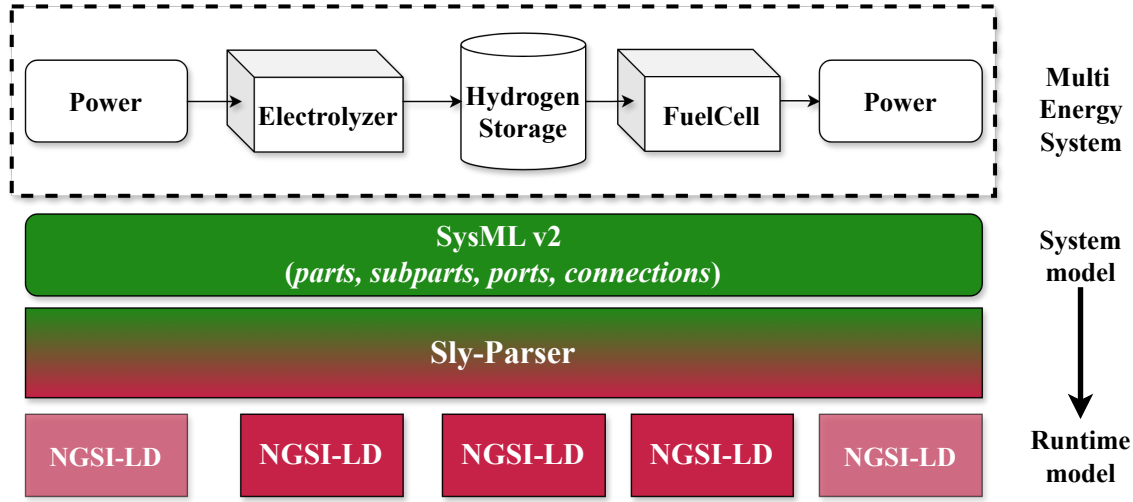 Power
Electrolyzer
Hydrogen
Storage
FuelCell
Power
Multi
Energy
System
SysML v2
(parts, subparts, ports, connections)
System
model
Sly-Parser
NGSI-LD
NGSI-LD
NGSI-LD
NGSI-LD
NGSI-LD
Runtime
model